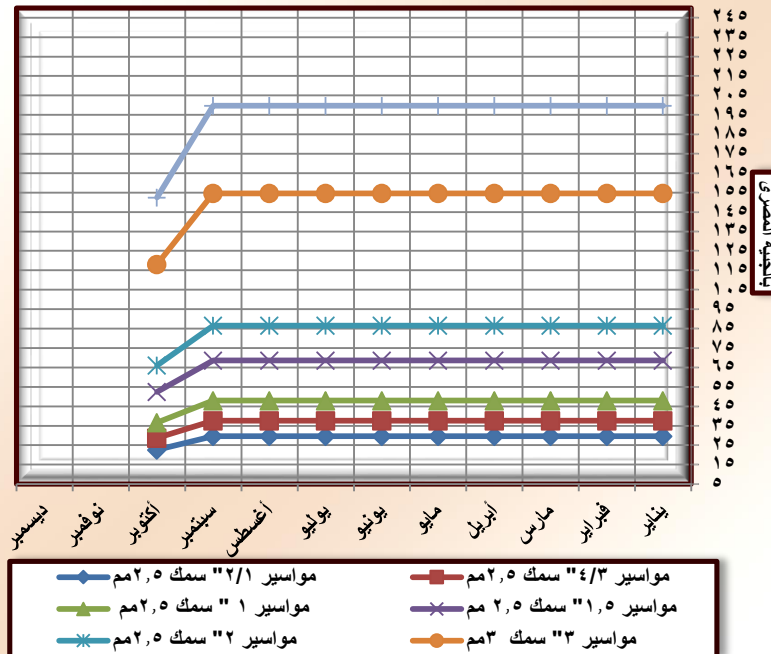 ٢٤٥
٢٣٥
٢٢٥
٢١٥
٢٠٥
١٩٥
١٨٥
١٧٥
١٦٥
١٥٥
١٤٥
١٣٥
١٢٥
١١٥
١٠٥
٩٥
٨٥
٧٥
٦٥
٥٥
٤٥
٣٥
٢٥
١٥
٥
بالجنية المصرى
يناير
فبراير
مارس
أبريل
مايو
يونيو
يوليو
أغسطس
سبتمبر
أكتوبر
نوفمبر
ديسمبر
مواسير ٤/٣" سمك ٢,٥مم
مواسير ٢/١" سمك ٢,٥مم
مواسير ١,٥" سمك ٢,٥ مم
مواسير ١ " سمك ٢,٥مم
مواسير ٣" سمك ٣مم
مواسير ٢" سمك ٢,٥مم